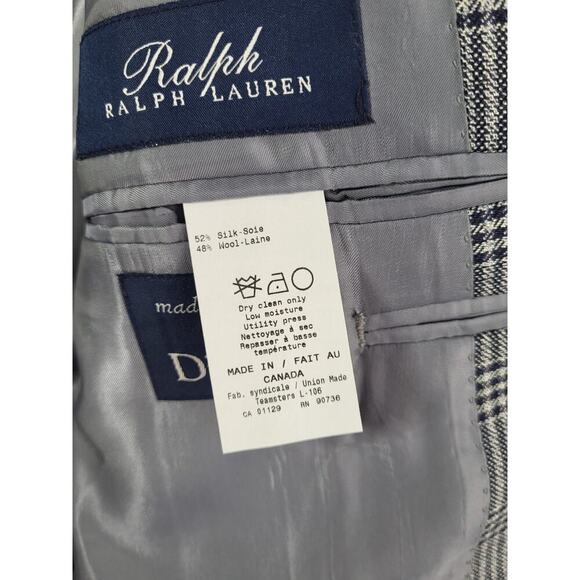 Ralph
RALPH LAUREN
52% Silk-Soie
48% Wool-Laine
Dry clean only
Low moisture
Utility press
Nettoyage à sec
Repasser à basse
température
MADE IN / FAIT AU
CANADA
Fab. syndicale / Union Made
Teamsters L-106
CA 01129 RN 90736